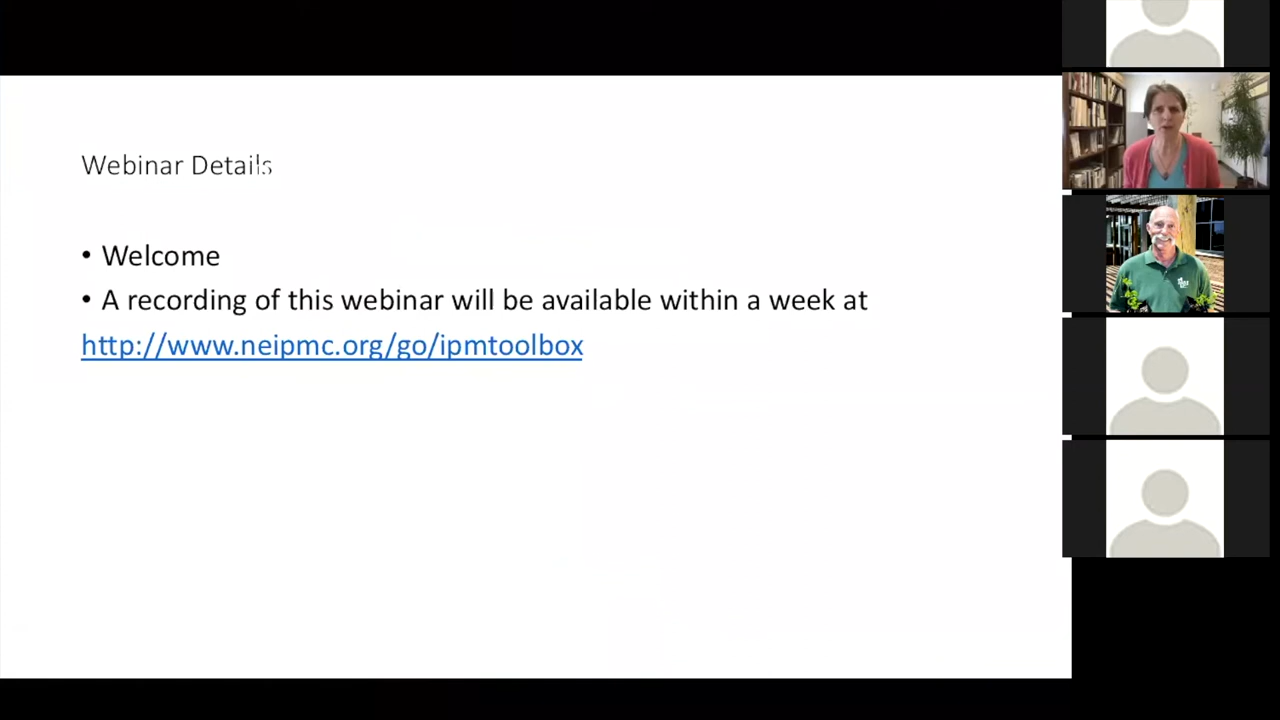 Webinar Details
• Welcome
• A recording of this webinar will be available within a week at
http://www.neipmc.org/go/ipmtoolbox